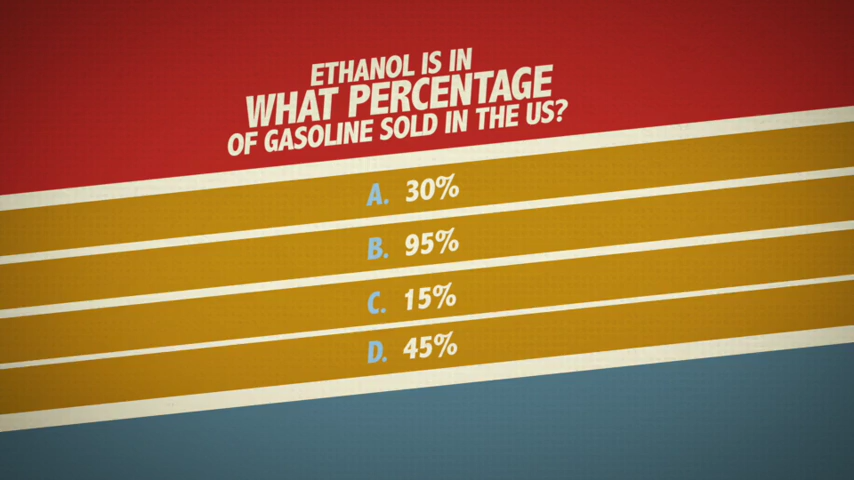 ETHANOL IS IN
WHAT PERCENTAGE
OF GASOLINE SOLD IN THE US?
A. 30%
B. 95%
C. 15%
D. 45%